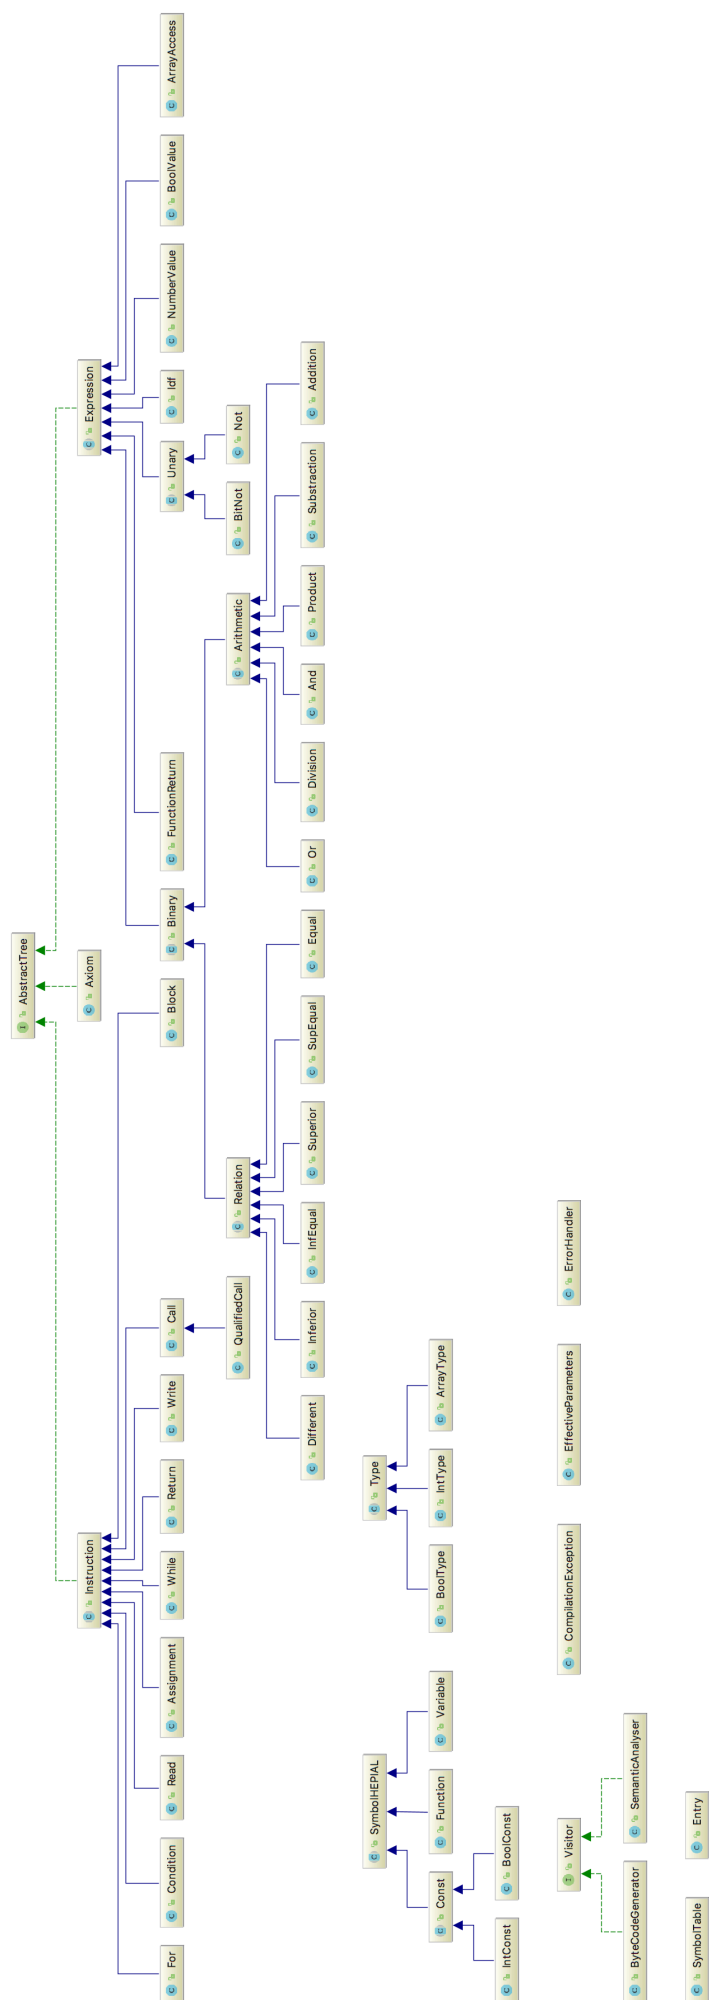 AbstractTree
Instruction
Axiom
Expression
For
Condition
Read
Assignment
While
Return
Write
Call
Block
Binary
FunctionReturn
Unary
Idf
NumberValue
BoolValue
ArrayAccess
QualifiedCall
Relation
Arithmetic
BitNot
Not
Different
Inferior
InfEqual
Superior
SupEqual
Equal
Or
Division
And
Product
Substraction
Addition
SymbolHEPIAL
Type
Const
Function
Variable
BoolType
IntType
ArrayType
IntConst
BoolConst
Visitor
CompilationException
EffectiveParameters
ErrorHandler
ByteCodeGenerator
SemanticAnalyser
SymbolTable
Entry